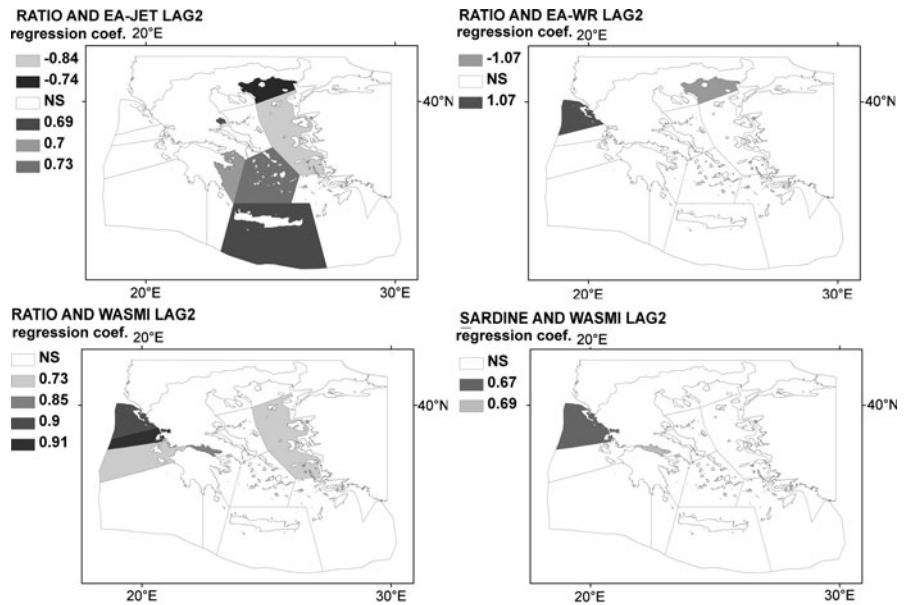 RATIO AND EA-JET LAG2
regression coef.
20°E
-0.84
-0.74
NS
0.69
0.7
0.73
40°N
20°E
30°E
RATIO AND EA-WR LAG2
regression coef.
20°E
-1.07
NS
1.07
40°N
20°E
30°E
RATIO AND WASMI LAG2
regression coef.
20°E
NS
0.73
0.85
0.9
0.91
40°N
20°E
30°E
SARDINE AND WASMI LAG2
regression coef.
20°E
NS
0.67
0.69
40°N
20°E
30°E